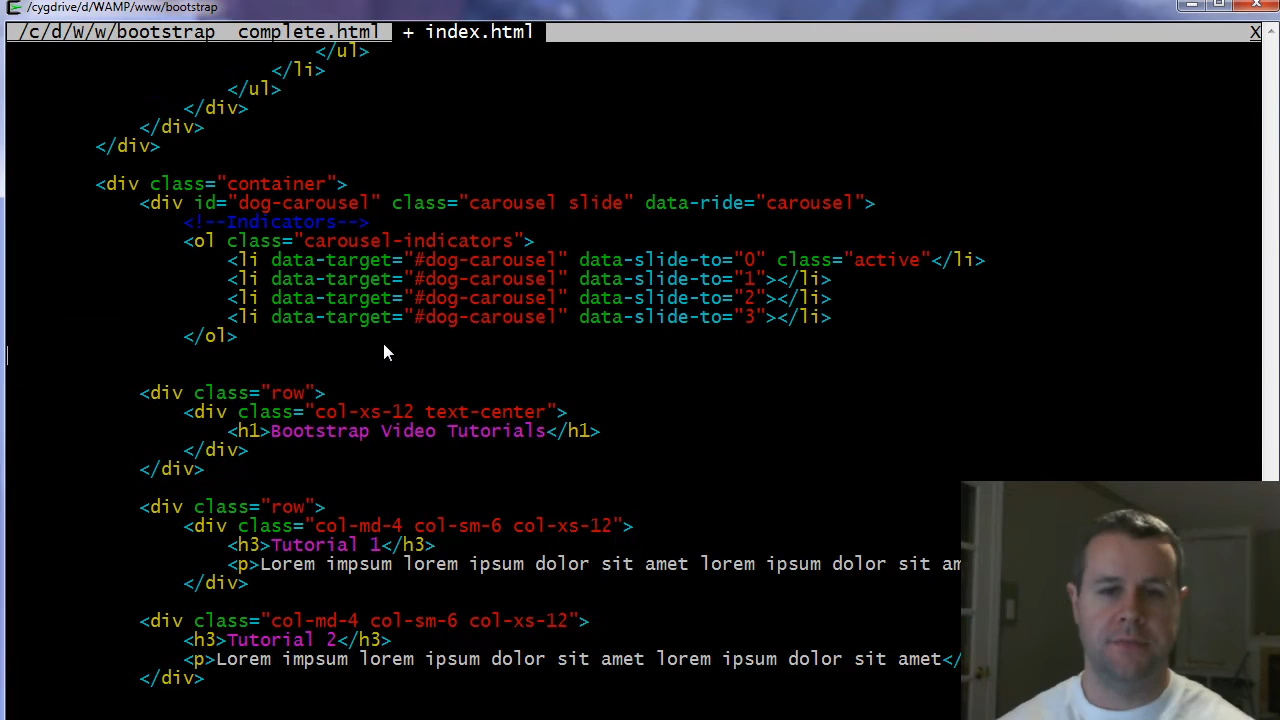 /cygdrive/d/WAMP/www/bootstrap
/c/d/W/w/bootstrap complete.html + index.html X
</ul>
</li>
</ul>
</div>
</div>
</div>
<div class="container">
<div id="dog-carousel" class="carousel slide" data-ride="carousel">
<!--Indicators-->
<ol class="carousel-indicators">
<li data-target="#dog-carousel" data-slide-to="0" class="active"</li>
<li data-target="#dog-carousel" data-slide-to="1"></li>
<li data-target="#dog-carousel" data-slide-to="2"></li>
<li data-target="#dog-carousel" data-slide-to="3"></li>
</ol>
<div class="row">
<div class="col-xs-12 text-center">
<h1>Bootstrap Video Tutorials</h1>
</div>
</div>
<div class="row">
<div class="col-md-4 col-sm-6 col-xs-12">
<h3>Tutorial 1</h3>
<p>Lorem impsum lorem ipsum dolor sit amet lorem ipsum dolor sit am
</div>
<div class="col-md-4 col-sm-6 col-xs-12">
<h3>Tutorial 2</h3>
<p>Lorem impsum lorem ipsum dolor sit amet lorem ipsum dolor sit amet</
</div>